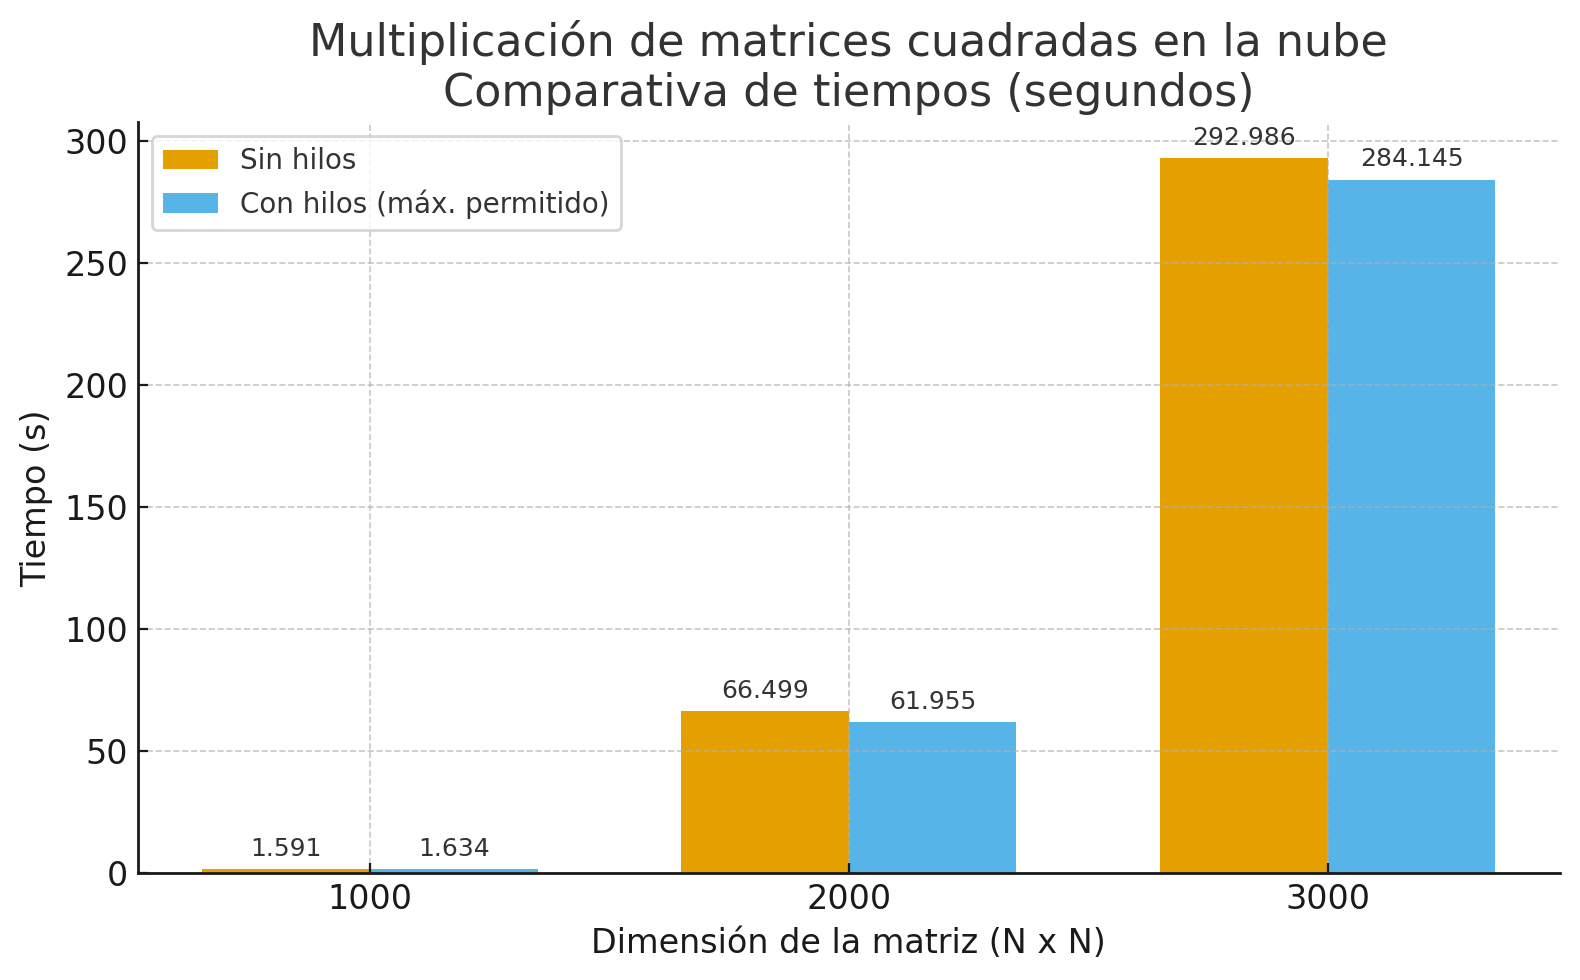 Multiplicación de matrices cuadradas en la nube
Comparativa de tiempos (segundos)
Sin hilos
Con hilos (máx. permitido)
Tiempo (s)
300
250
200
150
100
50
0
1.591
1.634
66.499
61.955
292.986
284.145
1000
2000
3000
Dimensión de la matriz (N x N)